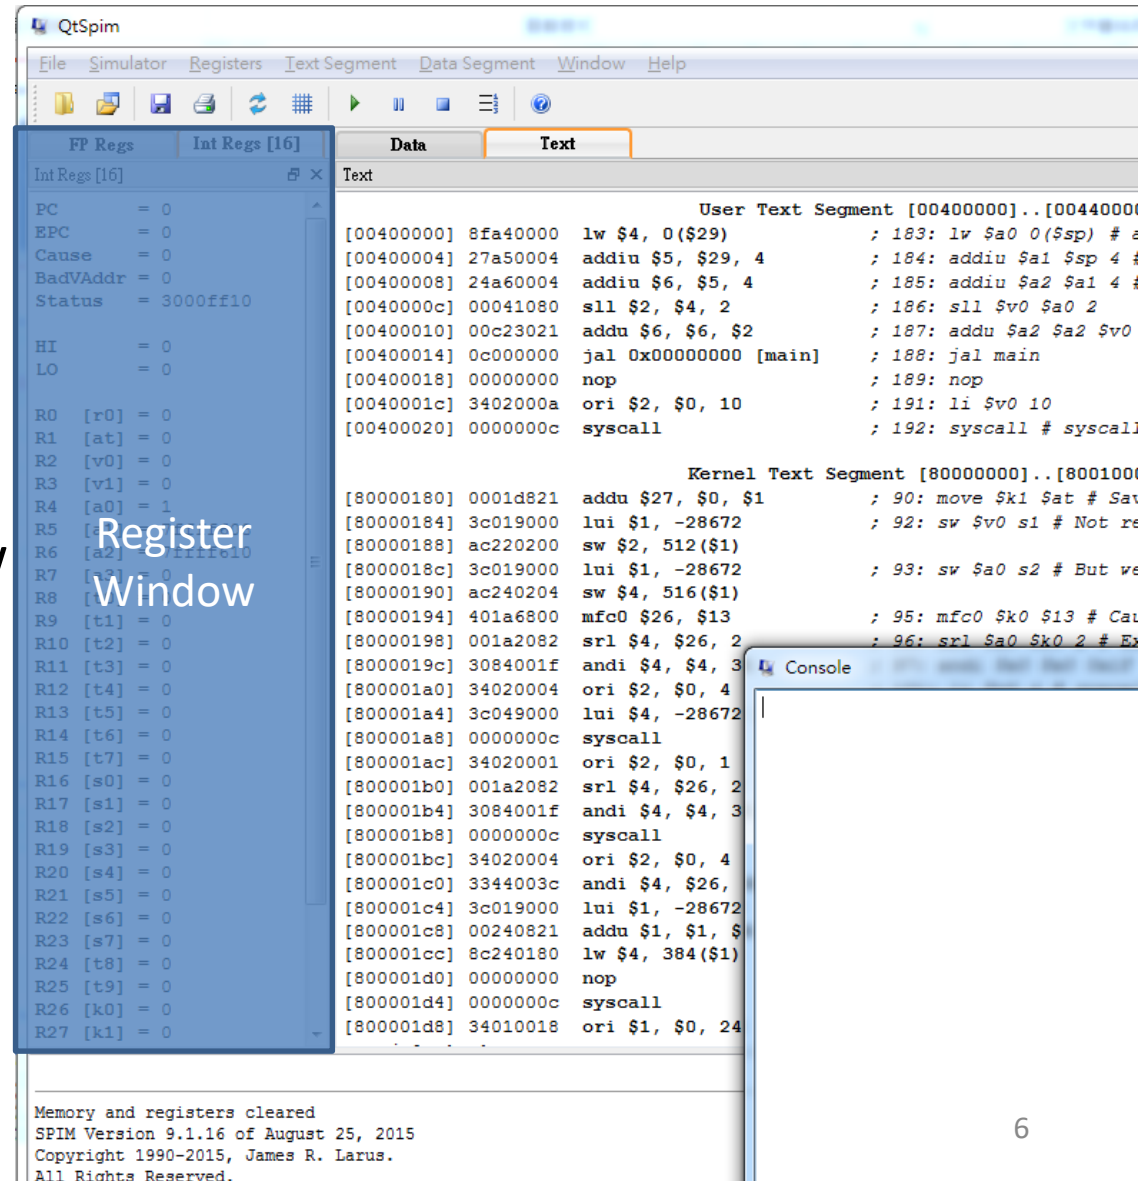 QtSpim
File Simulator Registers Text Segment Data Segment Window Help
FP Regs Int Regs [16] Data Text
Int Regs [16] Text
PC = 0
EPC = 0
Cause = 0
BadVAddr = 0
Status = 3000ff10
HI = 0
LO = 0
R0 [r0] = 0
R1 [at] = 0
R2 [v0] = 0
R3 [v1] = 0
R4 [a0] = 1
R5
R6 [a2]
R7
R8
R9 [t1] = 0
R10 [t2] = 0
R11 [t3] = 0
R12 [t4] = 0
R13 [t5] = 0
R14 [t6] = 0
R15 [t7] = 0
R16 [s0] = 0
R17 [s1] = 0
R18 [s2] = 0
R19 [s3] = 0
R20 [s4] = 0
R21 [s5] = 0
R22 [s6] = 0
R23 [s7] = 0
R24 [t8] = 0
R25 [t9] = 0
R26 [k0] = 0
R27 [k1] = 0
Register
Window
User Text Segment [00400000]..[00440000
[00400000] 8fa40000 lw $4, 0($29) ; 183: lw $a0 0($sp) # a
[00400004] 27a50004 addiu $5, $29, 4 ; 184: addiu $a1 $sp 4 #
[00400008] 24a60004 addiu $6, $5, 4 ; 185: addiu $a2 $a1 4 #
[0040000c] 00041080 sll $2, $4, 2 ; 186: sll $v0 $a0 2
[00400010] 00c23021 addu $6, $6, $2 ; 187: addu $a2 $a2 $v0
[00400014] 0c000000 jal 0x00000000 [main] ; 188: jal main
[00400018] 00000000 nop ; 189: nop
[0040001c] 3402000a ori $2, $0, 10 ; 191: li $v0 10
[00400020] 0000000c syscall ; 192: syscall # syscall
Kernel Text Segment [80000000]..[8001000
[80000180] 0001d821 addu $27, $0, $1 ; 90: move $k1 $at # Sav
[80000184] 3c019000 lui $1, -28672 ; 92: sw $v0 s1 # Not re
[80000188] ac220200 sw $2, 512($1)
[8000018c] 3c019000 lui $1, -28672 ; 93: sw $a0 s2 # But we
[80000190] ac240204 sw $4, 516($1)
[80000194] 401a6800 mfc0 $26, $13 ; 95: mfc0 $k0 $13 # Cau
[80000198] 001a2082 srl $4, $26, 2 ; 96: srl $a0 $k0 2 # Ex
[8000019c] 3084001f andi $4, $4, 3
[800001a0] 34020004 ori $2, $0, 4
[800001a4] 3c049000 lui $4, -28672
[800001a8] 0000000c syscall
[800001ac] 34020001 ori $2, $0, 1
[800001b0] 001a2082 srl $4, $26, 2
[800001b4] 3084001f andi $4, $4, 3
[800001b8] 0000000c syscall
[800001bc] 34020004 ori $2, $0, 4
[800001c0] 3344003c andi $4, $26,
[800001c4] 3c019000 lui $1, -28672
[800001c8] 00240821 addu $1, $1, $
[800001cc] 8c240180 lw $4, 384($1)
[800001d0] 00000000 nop
[800001d4] 0000000c syscall
[800001d8] 34010018 ori $1, $0, 24
Console
Memory and registers cleared
SPIM Version 9.1.16 of August 25, 2015
Copyright 1990-2015, James R. Larus.
All Rights Reserved.
6